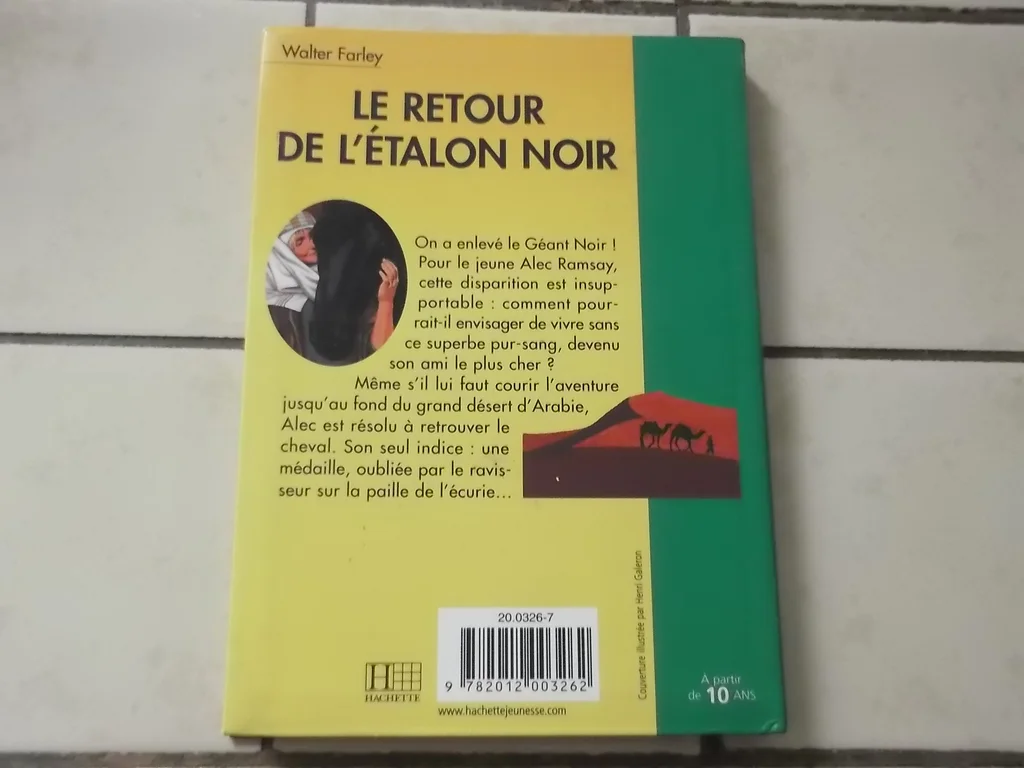 Walter Farley
LE RETOUR
DE L'ÉTALON NOIR
On a enlevé le Géant Noir !
Pour le jeune Alec Ramsay,
cette disparition est insup-
portable : comment pour-
rait-il envisager de vivre sans
ce superbe pur-sang, devenu
son ami le plus cher ?
Même s'il lui faut courir l'aventure
jusqu'au fond du grand désert d'Arabie,
Alec est résolu à retrouver le
cheval. Son seul indice : une
médaille, oubliée par le ravis-
seur sur la paille de l'écurie...
Couverture illustrée par Henri Galeron
20.0326-7
9 782012 003262
H
HACHETTE
www.hachettejeunesse.com
À partir
de 10 ANS